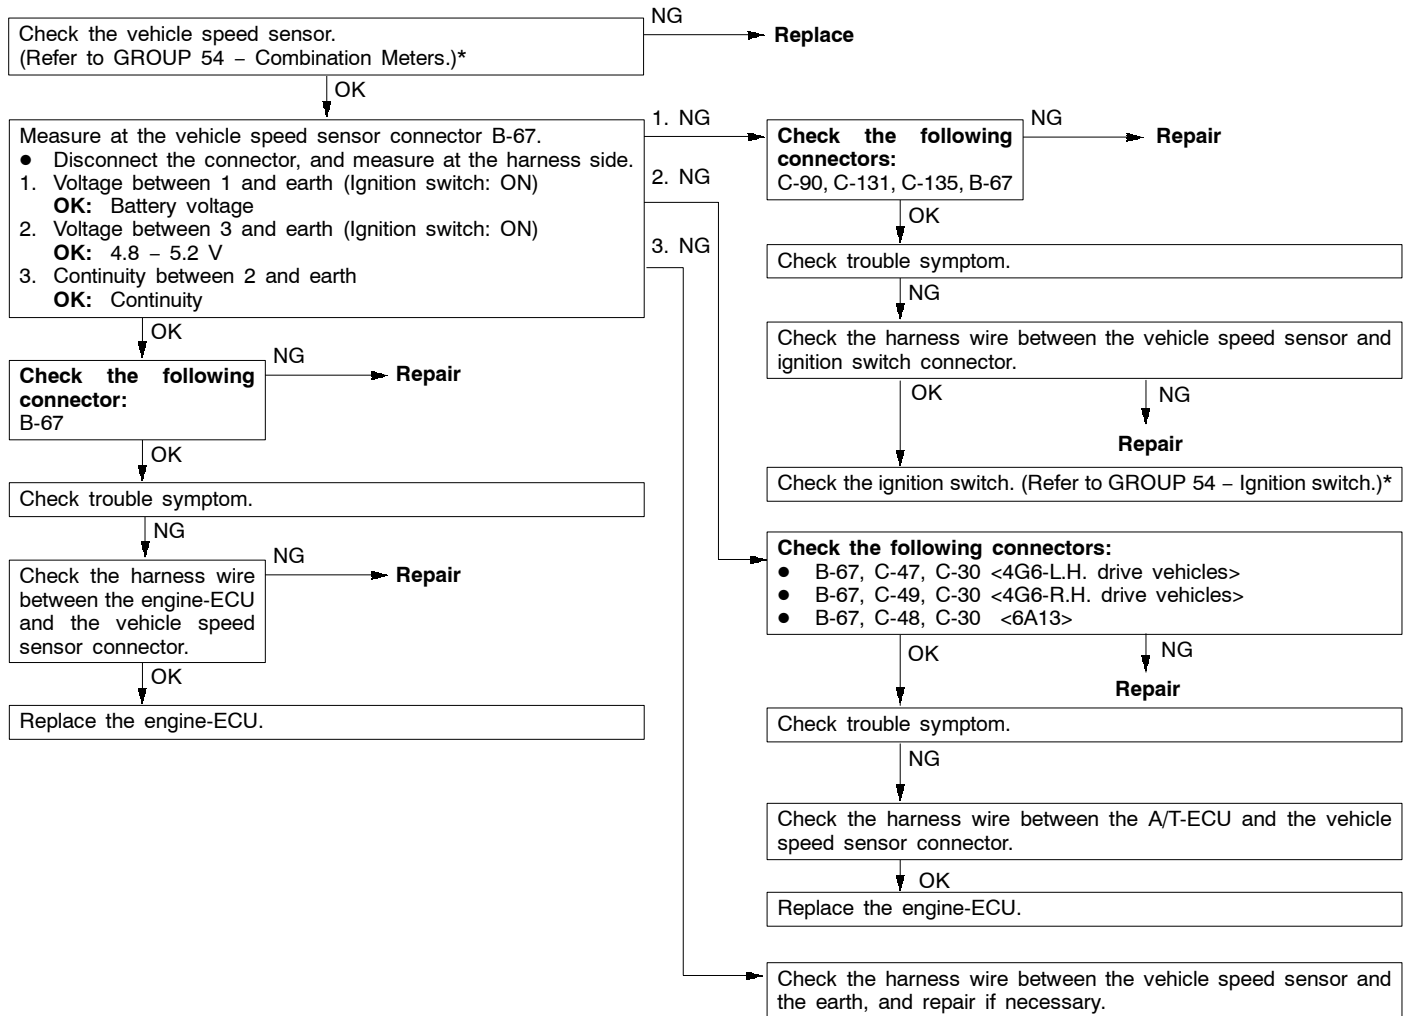 Check the vehicle speed sensor.
(Refer to GROUP 54 – Combination Meters.)*
NG
Replace
OK
Measure at the vehicle speed sensor connector B-67.
● Disconnect the connector, and measure at the harness side.
1. Voltage between 1 and earth (Ignition switch: ON)
OK: Battery voltage
2. Voltage between 3 and earth (Ignition switch: ON)
OK: 4.8 – 5.2 V
3. Continuity between 2 and earth
OK: Continuity
1. NG
2. NG
3. NG
OK
Check the following
connector:
B-67
NG
Repair
OK
Check trouble symptom.
NG
Check the harness wire
between the engine-ECU
and the vehicle speed
sensor connector.
NG
Repair
OK
Replace the engine-ECU.
Check the following
connectors:
C-90, C-131, C-135, B-67
NG
Repair
OK
Check trouble symptom.
NG
Check the harness wire between the vehicle speed sensor and
ignition switch connector.
OK
NG
Repair
Check the ignition switch. (Refer to GROUP 54 – Ignition switch.)*
Check the following connectors:
● B-67, C-47, C-30 <4G6-L.H. drive vehicles>
● B-67, C-49, C-30 <4G6-R.H. drive vehicles>
● B-67, C-48, C-30 <6A13>
OK
NG
Repair
Check trouble symptom.
NG
Check the harness wire between the A/T-ECU and the vehicle
speed sensor connector.
OK
Replace the engine-ECU.
Check the harness wire between the vehicle speed sensor and
the earth, and repair if necessary.